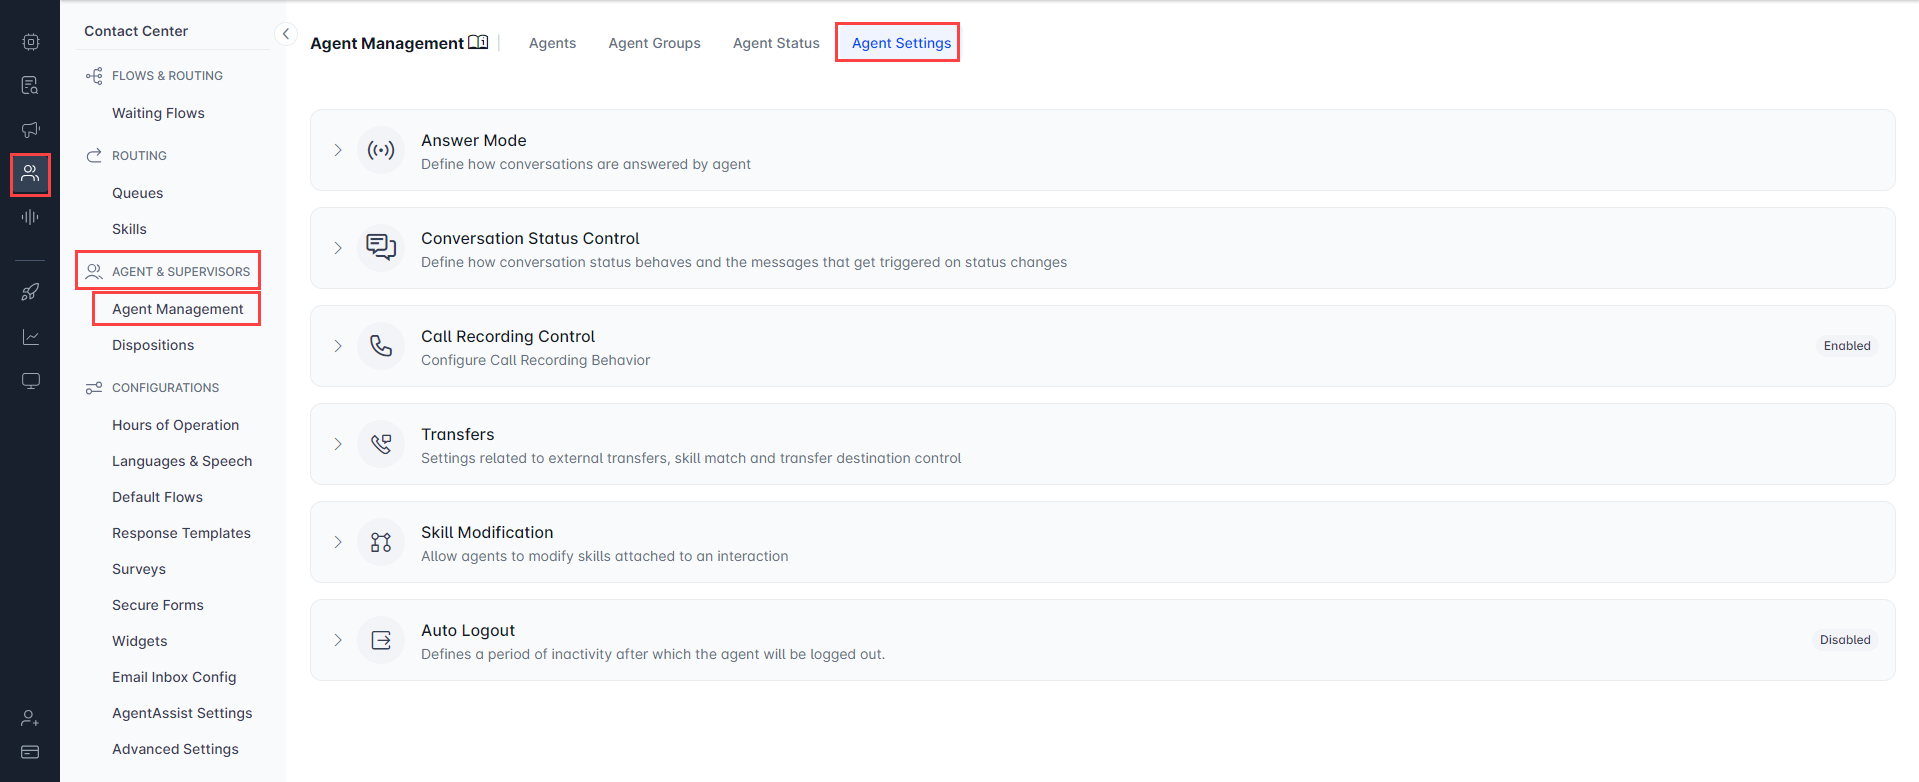 Contact Center
FLOWS & ROUTING
Waiting Flows
ROUTING
Queues
Skills
AGENT & SUPERVISORS
Agent Management
Dispositions
CONFIGURATIONS
Hours of Operation
Languages & Speech
Default Flows
Response Templates
Surveys
Secure Forms
Widgets
Email Inbox Config
AgentAssist Settings
Advanced Settings
Agent Management Agents Agent Groups Agent Status Agent Settings
Answer Mode
Define how conversations are answered by agent
Conversation Status Control
Define how conversation status behaves and the messages that get triggered on status changes
Call Recording Control
Configure Call Recording Behavior
Enabled
Transfers
Settings related to external transfers, skill match and transfer destination control
Skill Modification
Allow agents to modify skills attached to an interaction
Auto Logout
Defines a period of inactivity after which the agent will be logged out.
Disabled